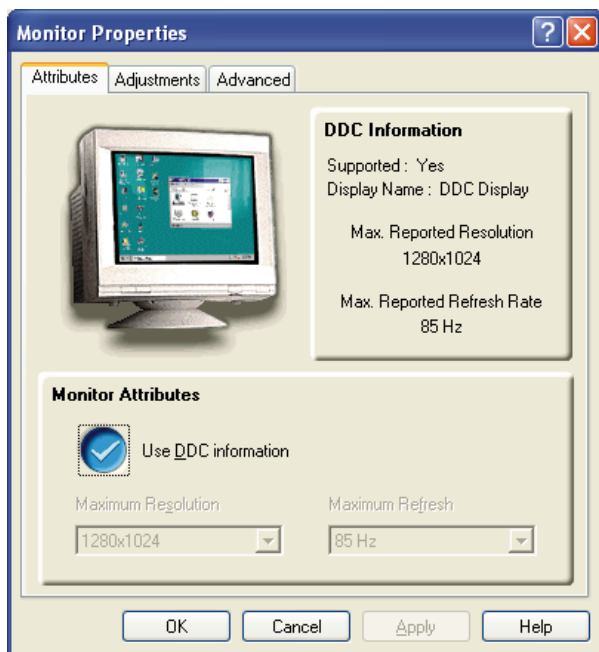 Monitor Properties
Attributes
Adjustments
Advanced
DDC Information
Supported : Yes
Display Name : DDC Display
Max. Reported Resolution
1280x1024
Max. Reported Refresh Rate
85 Hz
Monitor Attributes
Use DDC information
Maximum Resolution
Maximum Refresh
1280x1024
85 Hz
OK
Cancel
Apply
Help